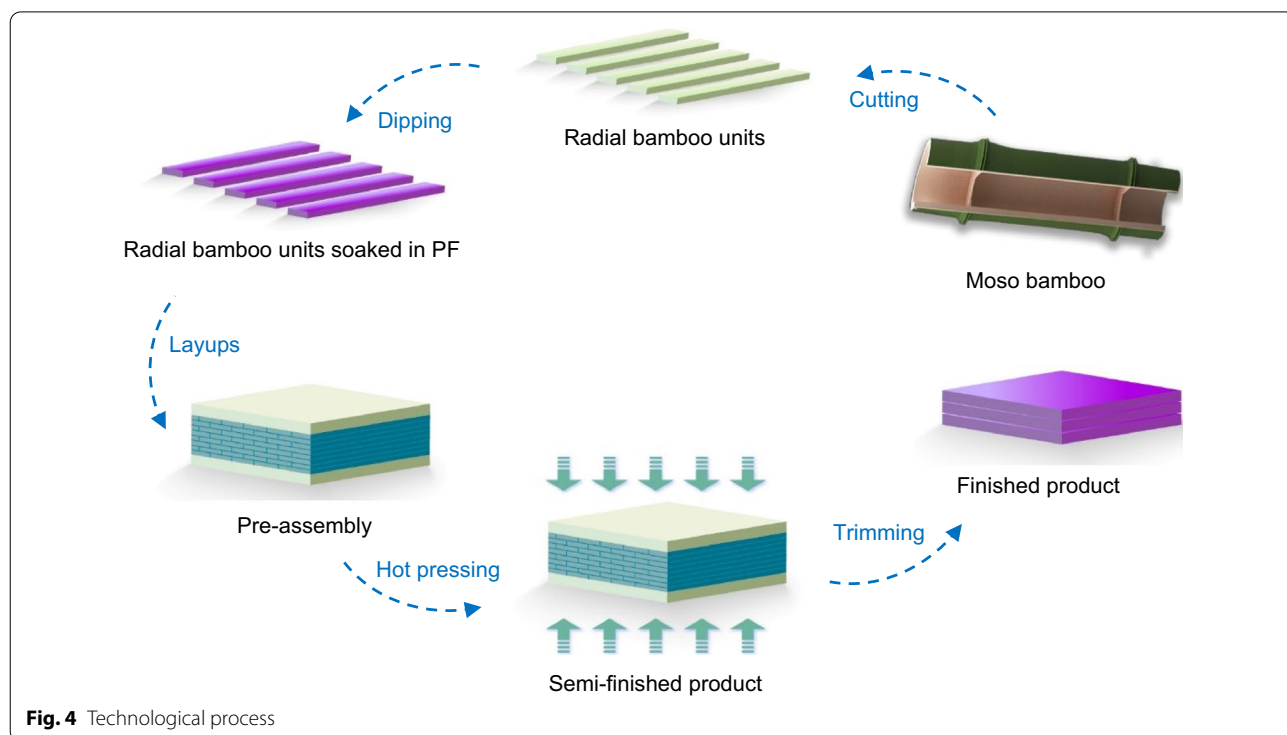 Cutting
Dipping
Radial bamboo units
Radial bamboo units soaked in PF
Moso bamboo
Layups
Finished product
Pre-assembly
Trimming
Hot pressing
Semi-finished product
Fig. 4 Technological process